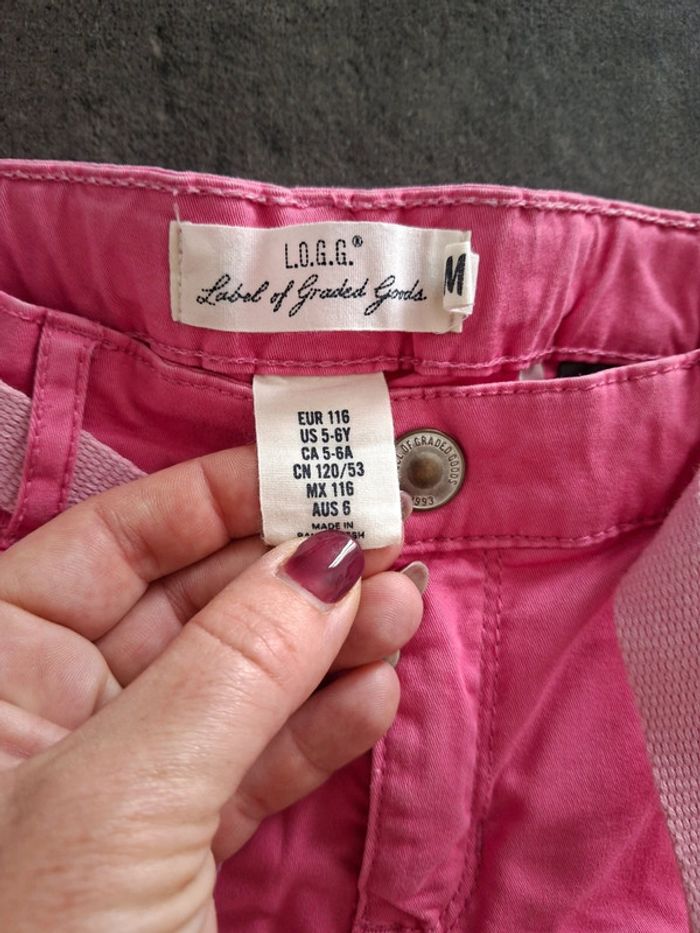 L.O.G.G.®
Label of Graded Goods.
M
EUR 116
US 5-6Y
CA 5-6A
CN 120/53
MX 116
AUS 6
MADE IN
OF GRADED GOODS
1993